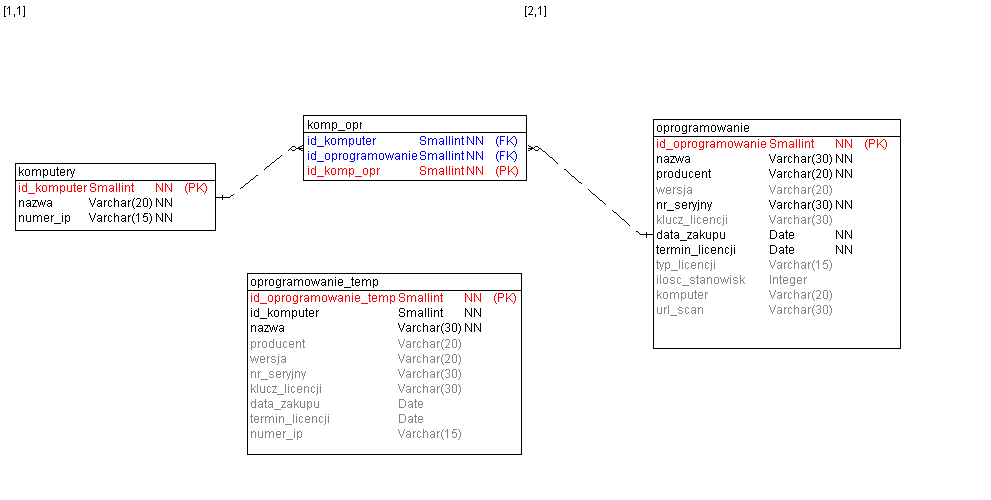 [1,1]
[2,1]
komputery
id_komputer Smallint NN (PK)
nazwa Varchar(20) NN
numer_ip Varchar(15) NN
komp_opr
id_komputer Smallint NN (FK)
id_oprogramowanie Smallint NN (FK)
id_komp_opr Smallint NN (PK)
oprogramowanie
id_oprogramowanie Smallint NN (PK)
nazwa Varchar(30) NN
producent Varchar(20) NN
wersja Varchar(20)
nr_seryjny Varchar(30) NN
klucz_licencji Varchar(30)
data_zakupu Date NN
termin_licencji Date NN
typ_licencji Varchar(15)
ilosc_stanowisk Integer
komputer Varchar(20)
url_scan Varchar(30)
oprogramowanie_temp
id_oprogramowanie_temp Smallint NN (PK)
id_komputer Smallint NN
nazwa Varchar(30) NN
producent Varchar(20)
wersja Varchar(20)
nr_seryjny Varchar(30)
klucz_licencji Varchar(30)
data_zakupu Date
termin_licencji Date
numer_ip Varchar(15)